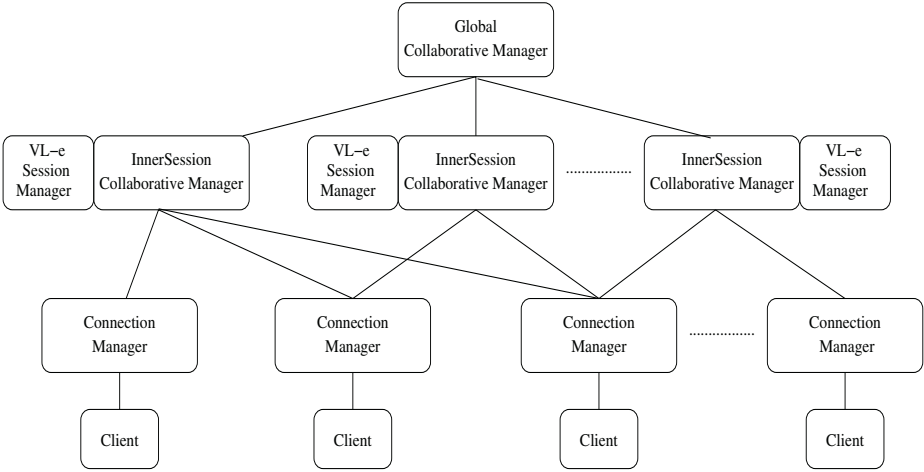 Global
Collaborative Manager
VL−e
Session
Manager
InnerSession
Collaborative Manager
VL−e
Session
Manager
InnerSession
Collaborative Manager
.................
InnerSession
Collaborative Manager
VL−e
Session
Manager
Connection
Manager
Connection
Manager
Connection
Manager
.................
Connection
Manager
Client
Client
Client
Client